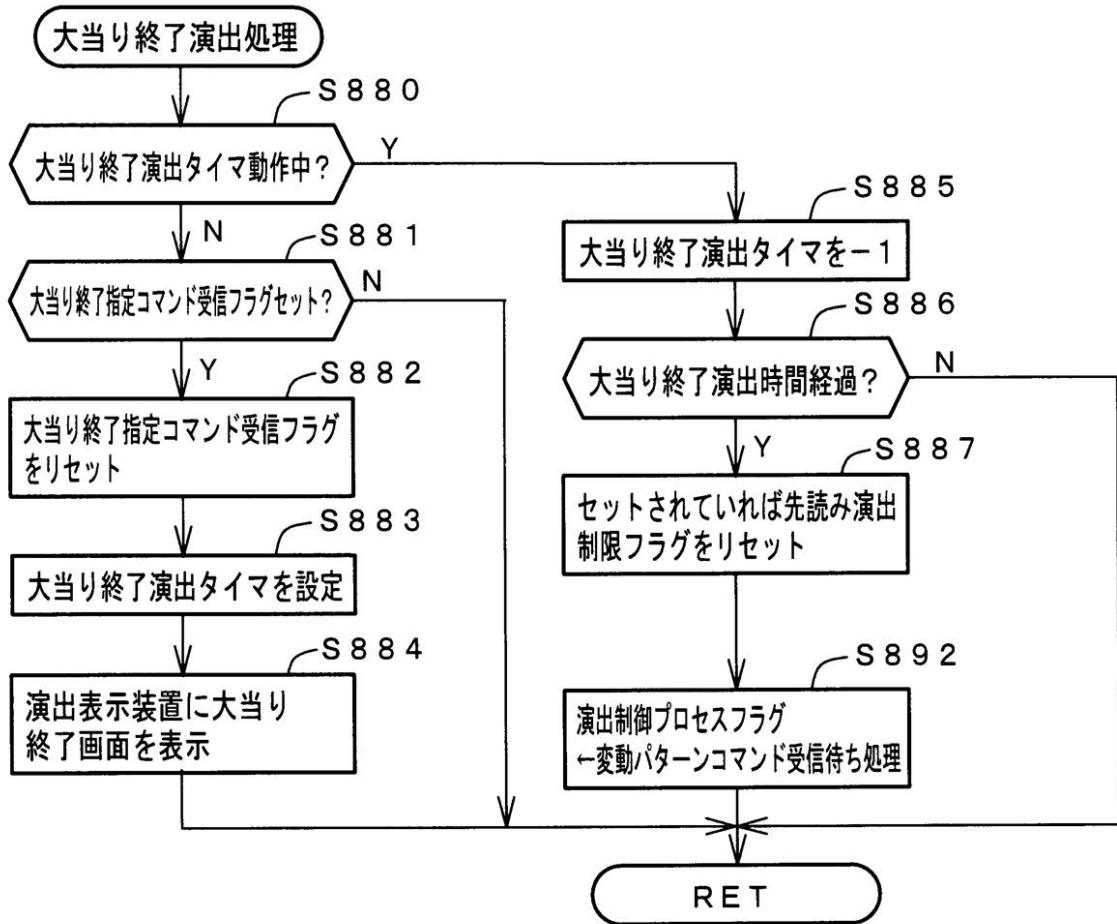 大当り終了演出処理
S880
大当り終了演出タイマ動作中?
Y
N
S881
大当り終了指定コマンド受信フラグセット?
N
Y
S882
大当り終了指定コマンド受信フラグ
をリセット
S883
大当り終了演出タイマを設定
S884
演出表示装置に大当り
終了画面を表示
S885
大当り終了演出タイマを−1
S886
大当り終了演出時間経過?
N
Y
S887
セットされていれば先読み演出
制限フラグをリセット
S892
演出制御プロセスフラグ
←変動パターンコマンド受信待ち処理
RET